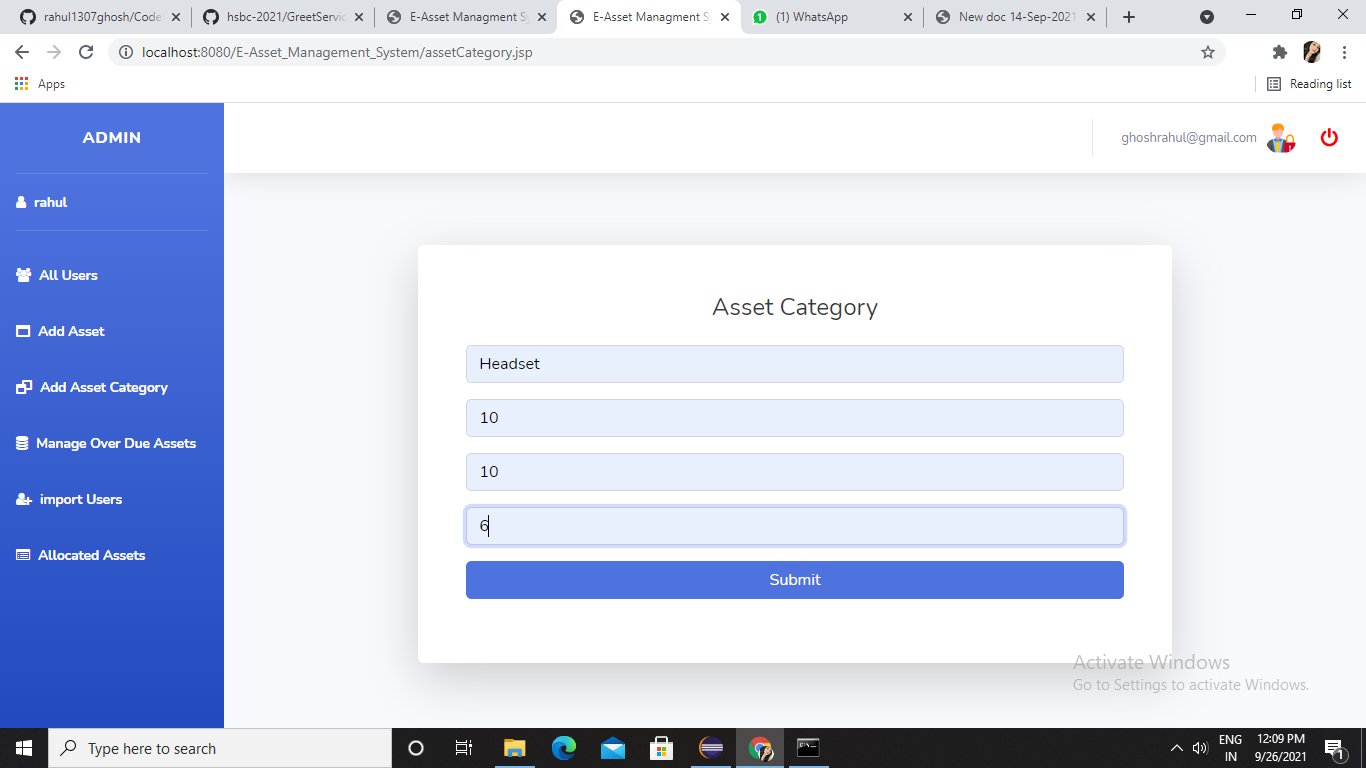 rahul1307ghosh/Code
hsbc-2021/GreetServic
E-Asset Managment Sy
E-Asset Managment Sy
(1) WhatsApp
New doc 14-Sep-2021
localhost:8080/E-Asset_Management_System/assetCategory.jsp
Apps
Reading list
ADMIN
ghoshrahul@gmail.com
rahul
All Users
Add Asset
Add Asset Category
Manage Over Due Assets
import Users
Allocated Assets
Asset Category
Headset
10
10
6
Submit
Activate Windows
Go to Settings to activate Windows.
Type here to search
ENG
IN
12:09 PM
9/26/2021
1